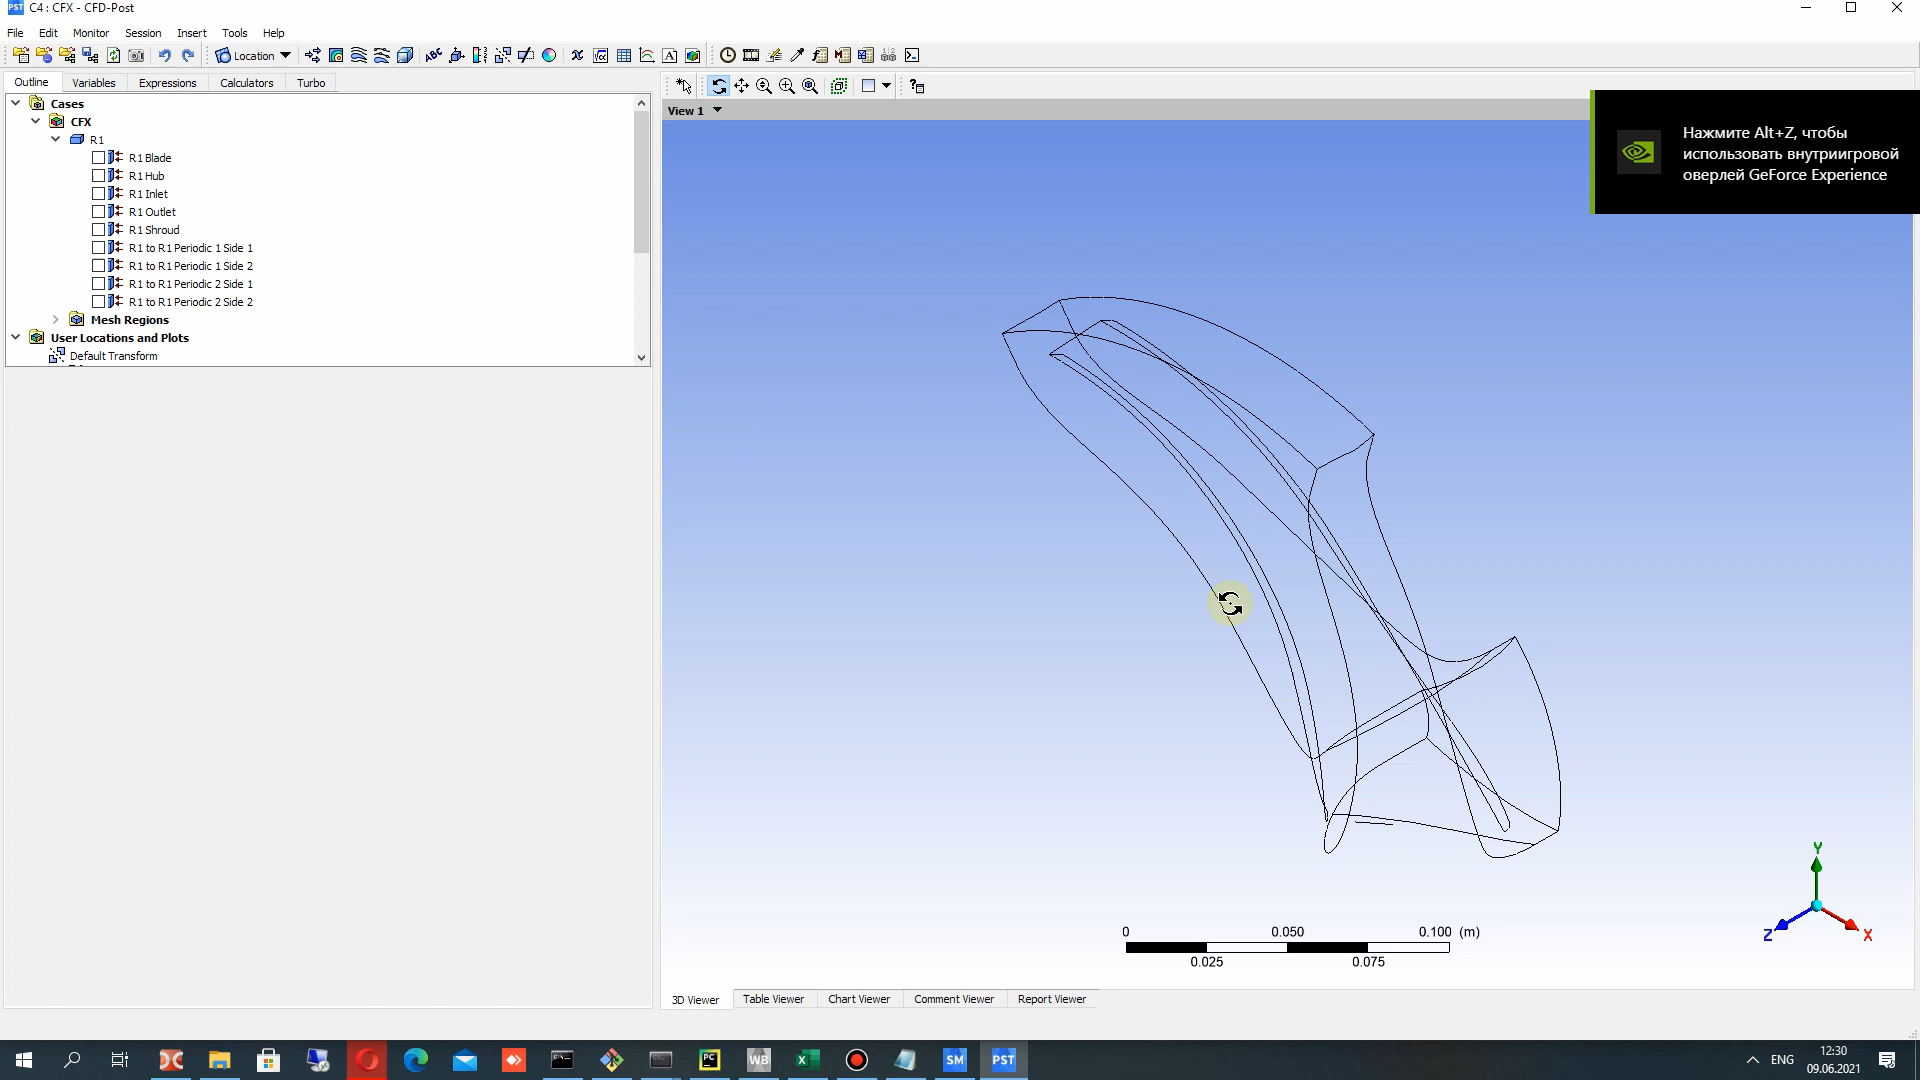 PST C4 : CFX - CFD-Post
File Edit Monitor Session Insert Tools Help
Location
Outline Variables Expressions Calculators Turbo
Cases
CFX
R1
R1 Blade
R1 Hub
R1 Inlet
R1 Outlet
R1 Shroud
R1 to R1 Periodic 1 Side 1
R1 to R1 Periodic 1 Side 2
R1 to R1 Periodic 2 Side 1
R1 to R1 Periodic 2 Side 2
Mesh Regions
User Locations and Plots
Default Transform
View 1
Нажмите Alt+Z, чтобы
использовать внутриигровой
оверлей GeForce Experience
Y
Z
X
0 0.050 0.100 (m)
0.025 0.075
3D Viewer Table Viewer Chart Viewer Comment Viewer Report Viewer
PC WB SM PST
ENG
12:30
09.06.2021